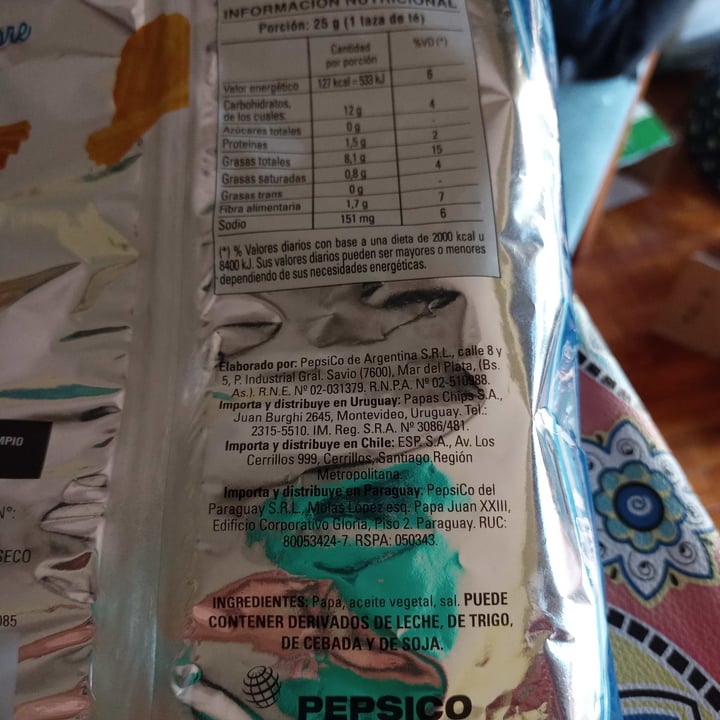 re
INFORMACIÓN NUTRICIONAL
Porción: 25 g (1 taza de té)
Cantidad por porción %VD (*)
Valor energético 127 kcal = 533 kJ 6
Carbohidratos, de los cuales: 12 g 4
Azúcares totales 0 g -
Proteínas 1,5 g 2
Grasas totales 8,1 g 15
Grasas saturadas 0,8 g 4
Grasas trans 0 g -
Fibra alimentaria 1,7 g 7
Sodio 151 mg 6
(*) % Valores diarios con base a una dieta de 2000 kcal u
8400 kJ. Sus valores diarios pueden ser mayores o menores
dependiendo de sus necesidades energéticas.
Elaborado por: PepsiCo de Argentina S.R.L., calle 8 y
5, P. Industrial Gral. Savio (7600), Mar del Plata, (Bs.
As.). R.N.E. Nº 02-031379. R.N.P.A. Nº 02-510988.
Importa y distribuye en Uruguay: Papas Chips S.A.,
Juan Burghi 2645, Montevideo, Uruguay. Tel.:
2315-5510. IM. Reg. S.R.A. Nº 3086/481.
Importa y distribuye en Chile: ESP S.A., Av. Los
Cerrillos 999, Cerrillos, Santiago Región
Metropolitana.
Importa y distribuye en Paraguay: PepsiCo del
Paraguay S.R.L., Molas López esq. Papa Juan XXIII,
Edificio Corporativo Gloria, Piso 2. Paraguay. RUC:
80053424-7. RSPA: 050343.
INGREDIENTES: Papa, aceite vegetal, sal. PUEDE
CONTENER DERIVADOS DE LECHE, DE TRIGO,
DE CEBADA Y DE SOJA.
PEPSICO
MPIO
Nº:
SECO
085